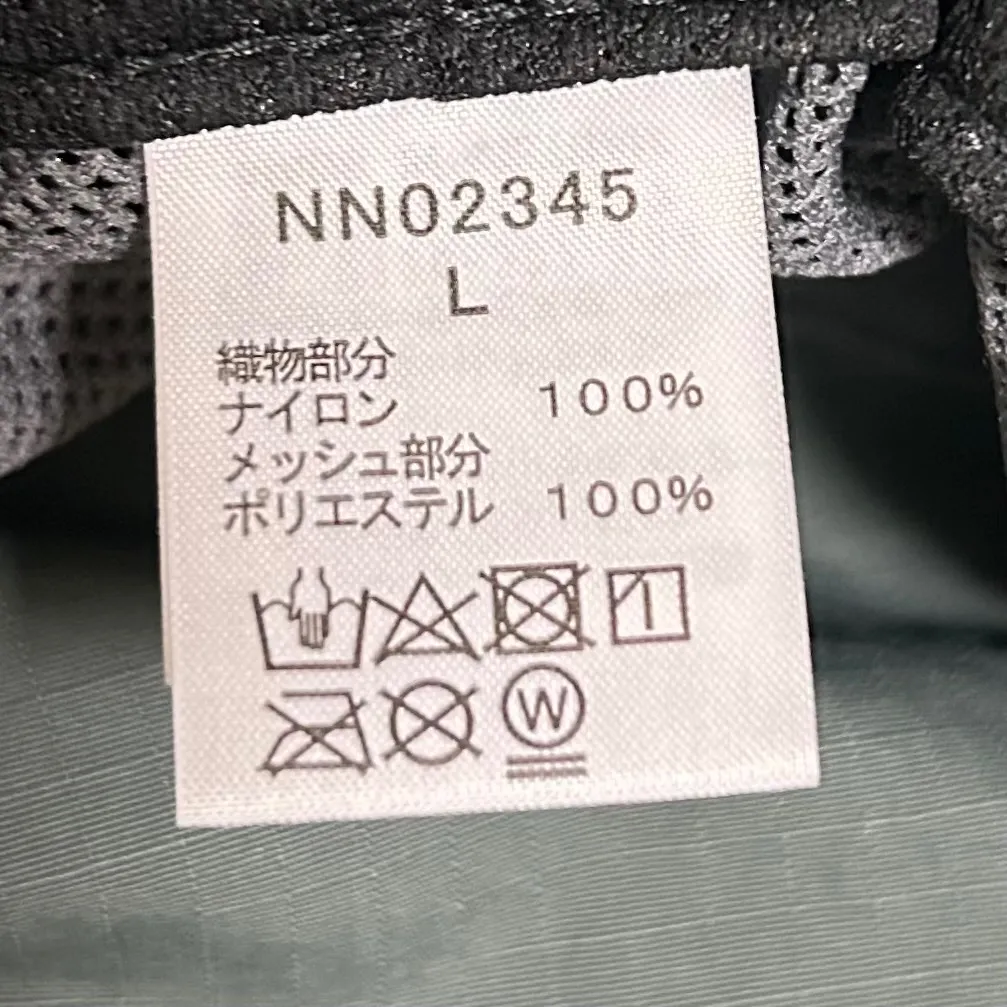 NN02345
L
織物部分
ナイロン 100%
メッシュ部分
ポリエステル 100%
W